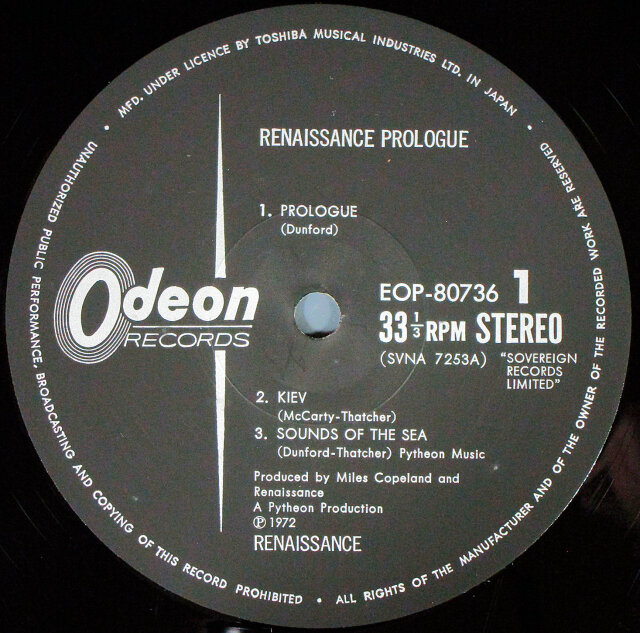 • MFD. UNDER LICENCE BY TOSHIBA MUSICAL INDUSTRIES LTD. IN JAPAN •
RENAISSANCE PROLOGUE
1. PROLOGUE
(Dunford)
Odeon
RECORDS
EOP-80736 1
33 1/3 RPM STEREO
(SVNA 7253A) "SOVEREIGN
RECORDS
LIMITED"
2. KIEV
(McCarty-Thatcher)
3. SOUNDS OF THE SEA
(Dunford-Thatcher) Pytheon Music
Produced by Miles Copeland and
Renaissance
A Pytheon Production
Ⓟ 1972
RENAISSANCE
UNAUTHORIZED PUBLIC PERFORMANCE, BROADCASTING AND COPYING OF THIS RECORD PROHIBITED • ALL RIGHTS OF THE MANUFACTURER AND OF THE OWNER OF THE RECORDED WORK ARE RESERVED